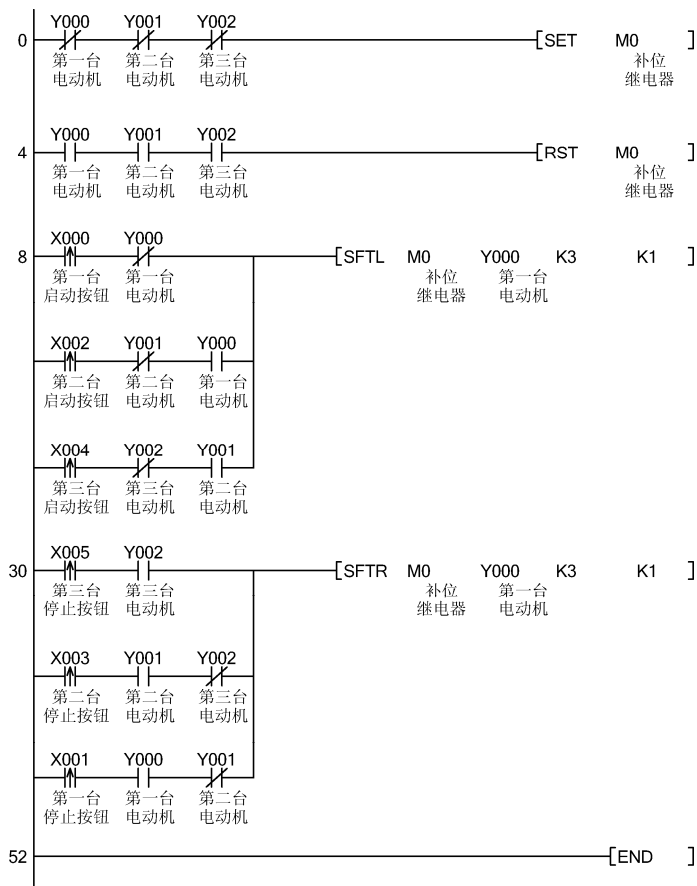 Y000 Y001 Y002
0 [SET M0 ]
第一台 第二台 第三台 补位
电动机 电动机 电动机 继电器
Y000 Y001 Y002
4 [RST M0 ]
第一台 第二台 第三台 补位
电动机 电动机 电动机 继电器
X000 Y000
8 [SFTL M0 Y000 K3 K1 ]
第一台 第一台 补位 第一台
启动按钮 电动机 继电器 电动机
X002 Y001 Y000
第二台 第二台 第一台
启动按钮 电动机 电动机
X004 Y002 Y001
第三台 第三台 第二台
启动按钮 电动机 电动机
X005 Y002
30 [SFTR M0 Y000 K3 K1 ]
第三台 第三台 补位 第一台
停止按钮 电动机 继电器 电动机
X003 Y001 Y002
第二台 第二台 第三台
停止按钮 电动机 电动机
X001 Y000 Y001
第一台 第一台 第二台
停止按钮 电动机 电动机
52 [END ]